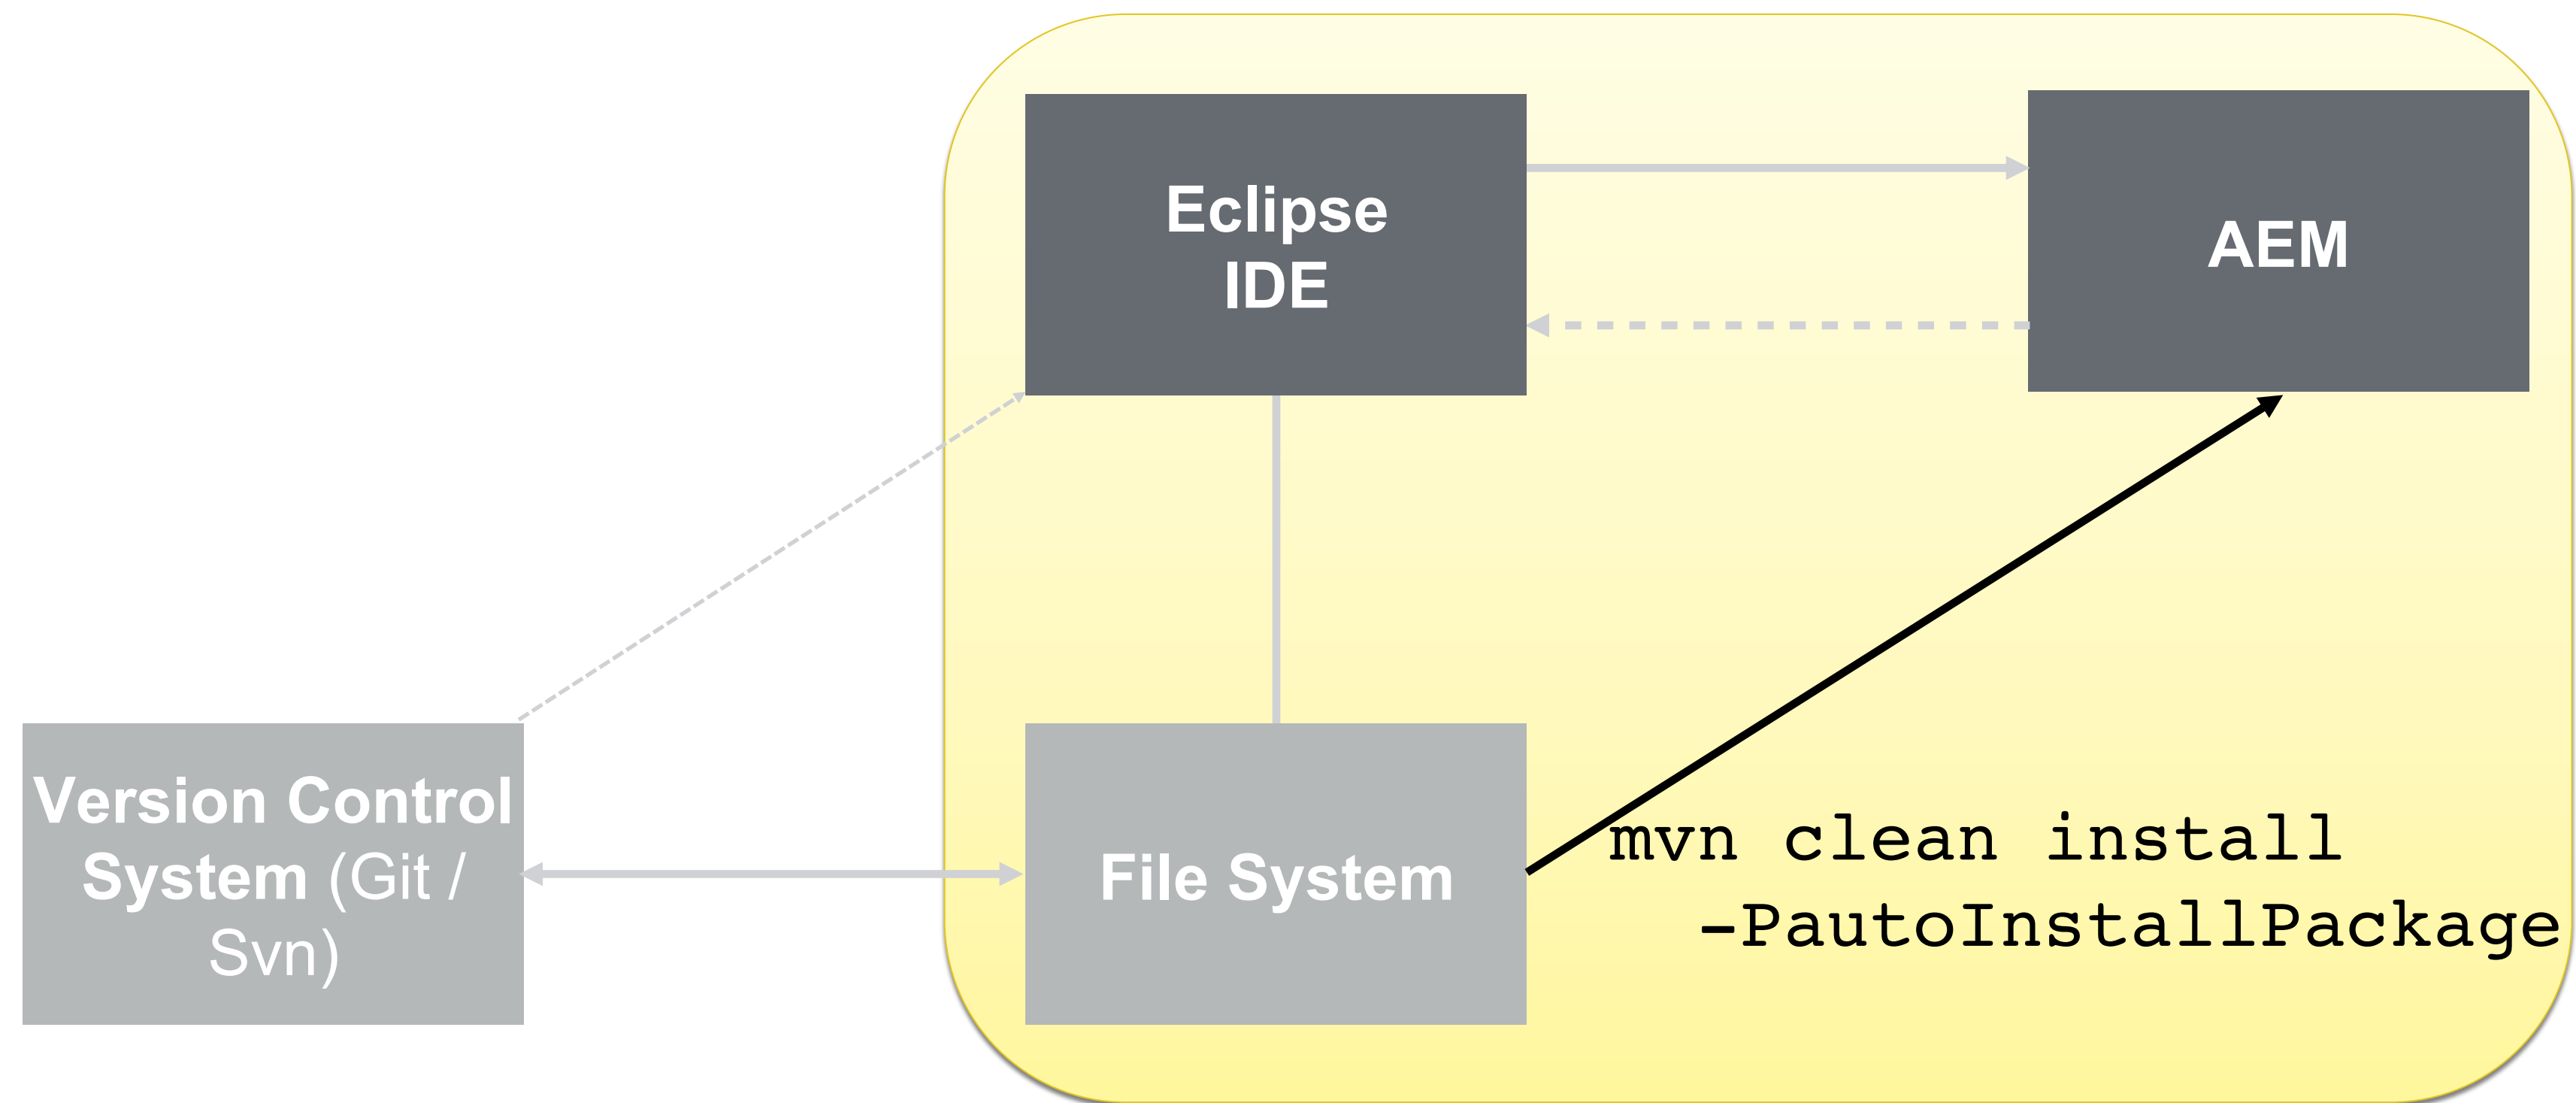 Eclipse
IDE
AEM
Version Control
System (Git /
Svn)
File System
mvn clean install
-PautoInstallPackage